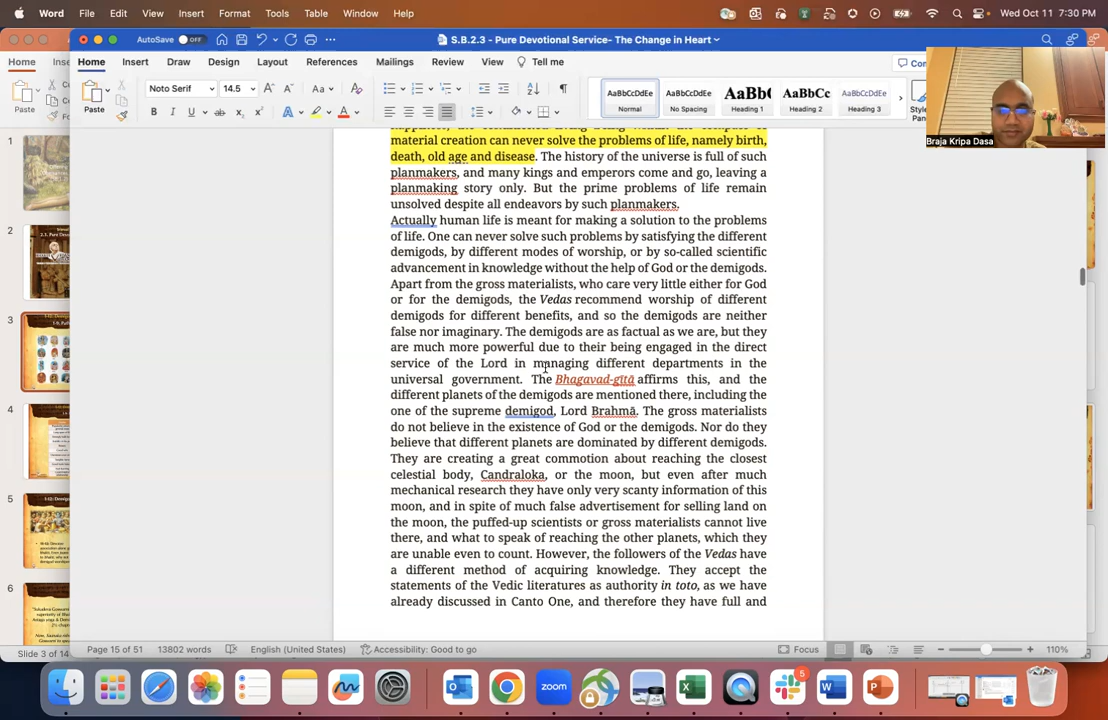 Word File Edit View Insert Format Tools Table Window Help Wed Oct 11 7:30 PM
AutoSave OFF S.B.2.3 - Pure Devotional Service- The Change in Heart
Home Home Insert Draw Design Layout References Mailings Review View Tell me
Paste Paste Noto Serif 14.5 Aa
AaBbCcDdEe AaBbCcDdEe AaBb( AaBbCc AaBbCcDdE
Normal No Spacing Heading 1 Heading 2 Heading 3
Braja Kripa Dasa
material creation can never solve the problems of life, namely birth,
death, old age and disease. The history of the universe is full of such
planmakers, and many kings and emperors come and go, leaving a
planmaking story only. But the prime problems of life remain
unsolved despite all endeavors by such planmakers.
Actually human life is meant for making a solution to the problems
of life. One can never solve such problems by satisfying the different
demigods, by different modes of worship, or by so-called scientific
advancement in knowledge without the help of God or the demigods.
Apart from the gross materialists, who care very little either for God
or for the demigods, the Vedas recommend worship of different
demigods for different benefits, and so the demigods are neither
false nor imaginary. The demigods are as factual as we are, but they
are much more powerful due to their being engaged in the direct
service of the Lord in managing different departments in the
universal government. The Bhagavad-gītā affirms this, and the
different planets of the demigods are mentioned there, including the
one of the supreme demigod, Lord Brahmā. The gross materialists
do not believe in the existence of God or the demigods. Nor do they
believe that different planets are dominated by different demigods.
They are creating a great commotion about reaching the closest
celestial body, Candraloka, or the moon, but even after much
mechanical research they have only very scanty information of this
moon, and in spite of much false advertisement for selling land on
the moon, the puffed-up scientists or gross materialists cannot live
there, and what to speak of reaching the other planets, which they
are unable even to count. However, the followers of the Vedas have
a different method of acquiring knowledge. They accept the
statements of the Vedic literatures as authority in toto, as we have
already discussed in Canto One, and therefore they have full and
1
2
3
4
5
6
Slide 3 of 14
Page 15 of 51 13802 words English (United States) Accessibility: Good to go Focus 110%
zoom
5